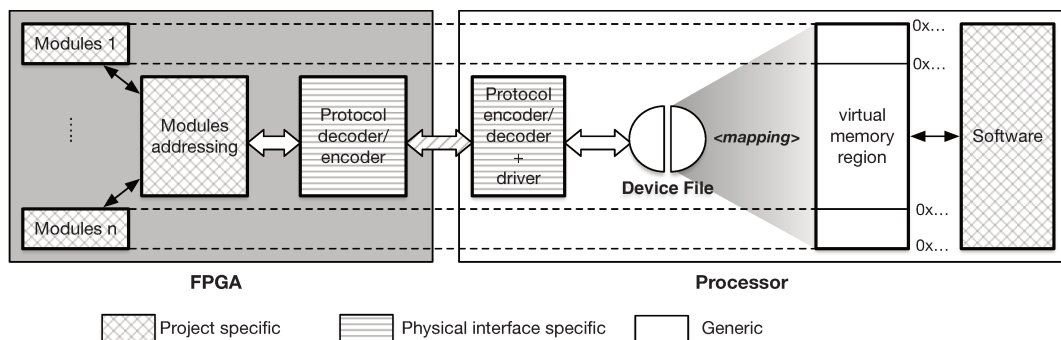 Modules 1
Modules n
Modules
addressing
Protocol
decoder/
encoder
Protocol
encoder/
decoder
+
driver
Device File
<mapping>
virtual
memory
region
0x...
0x...
0x...
0x...
Software
FPGA
Processor
Project specific
Physical interface specific
Generic